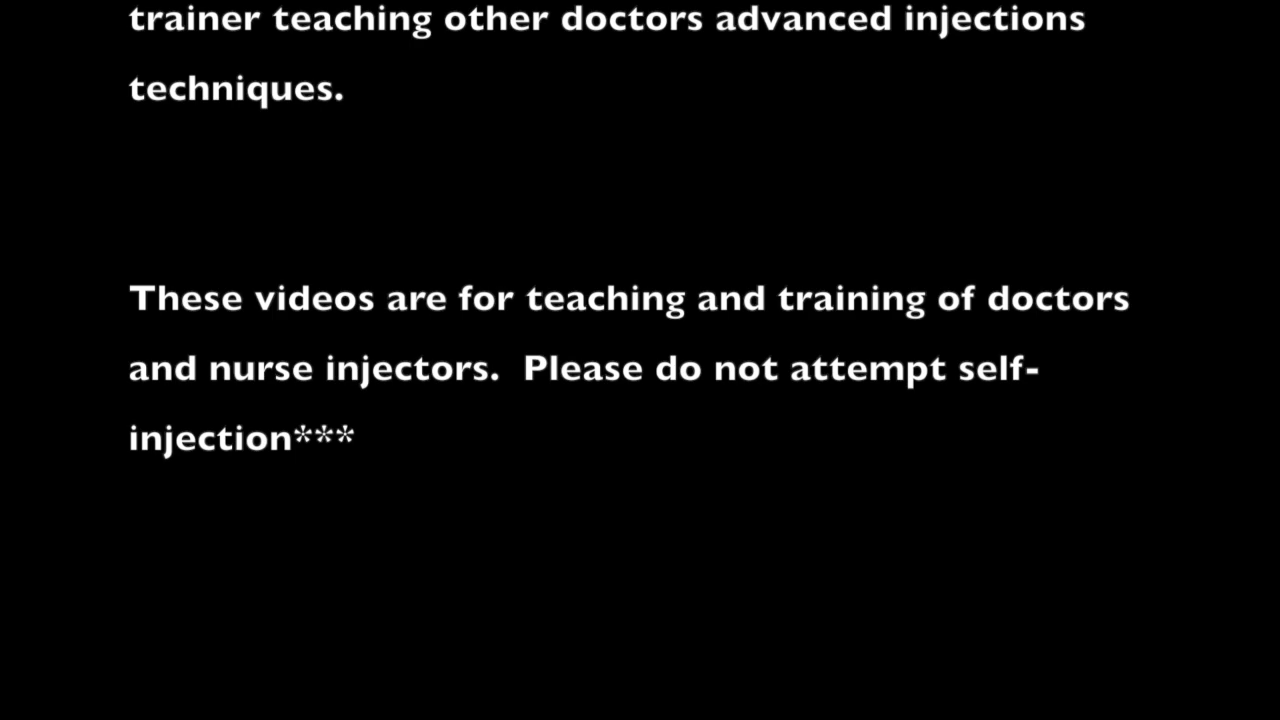 trainer teaching other doctors advanced injections
techniques.
These videos are for teaching and training of doctors
and nurse injectors.  Please do not attempt self-
injection***